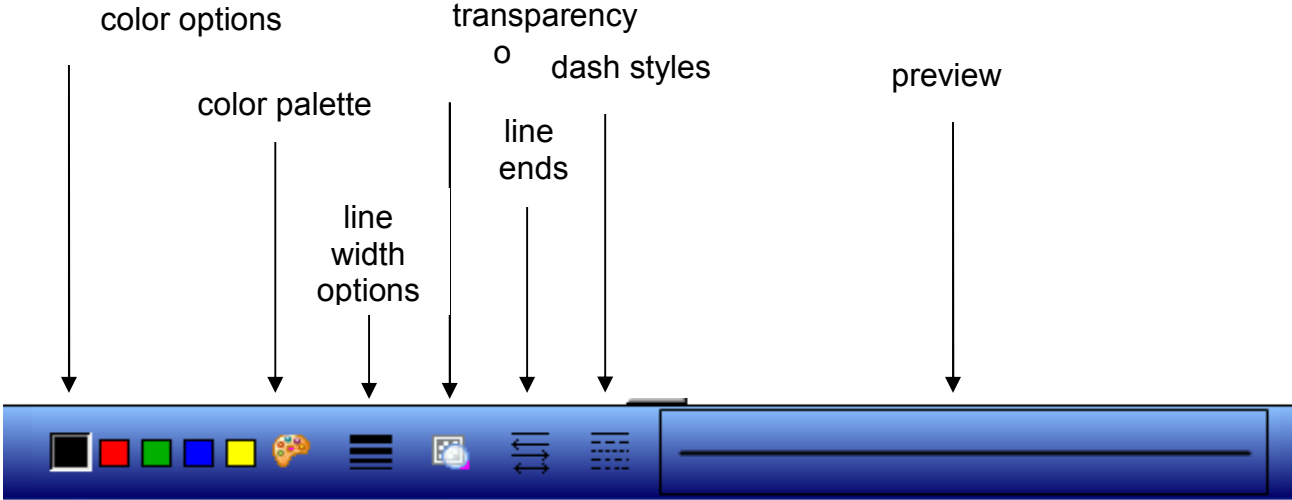 color options
transparency
o
dash styles
preview
color palette
line
ends
line
width
options